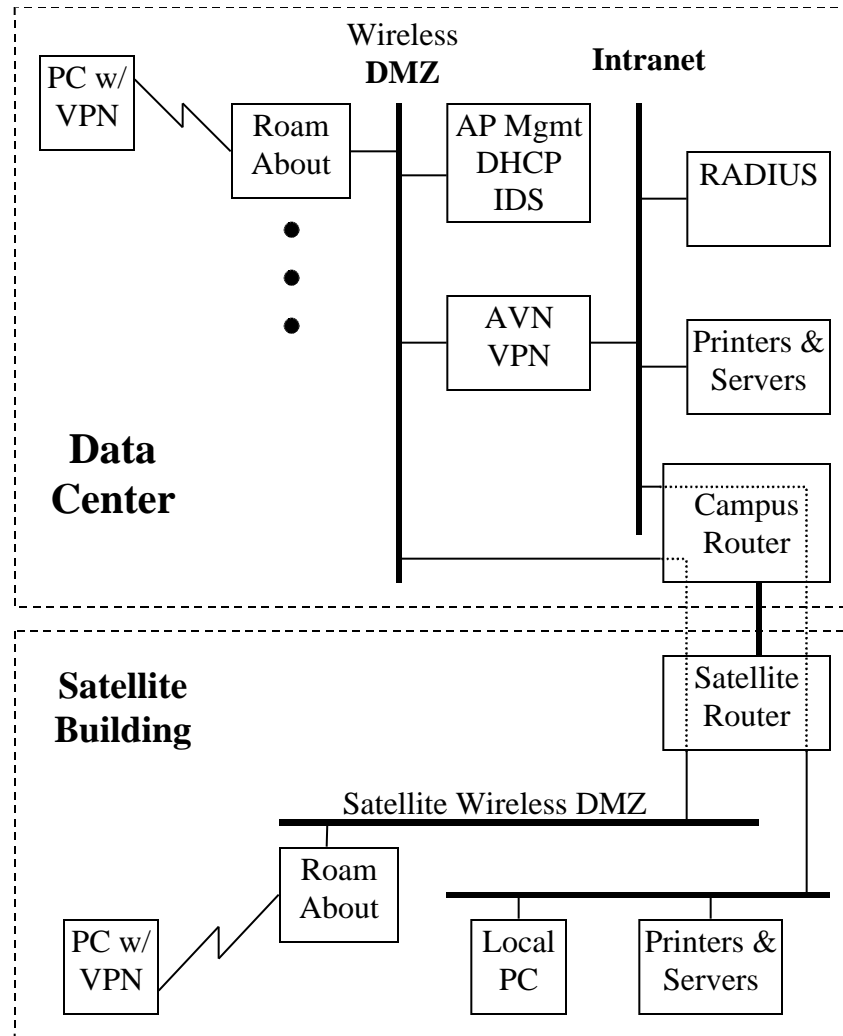 Wireless
DMZ
Intranet
PC w/
VPN
Roam
About
AP Mgmt
DHCP
IDS
RADIUS
AVN
VPN
Printers &
Servers
Data
Center
Campus
Router
Satellite
Building
Satellite
Router
Satellite Wireless DMZ
Roam
About
PC w/
VPN
Local
PC
Printers &
Servers